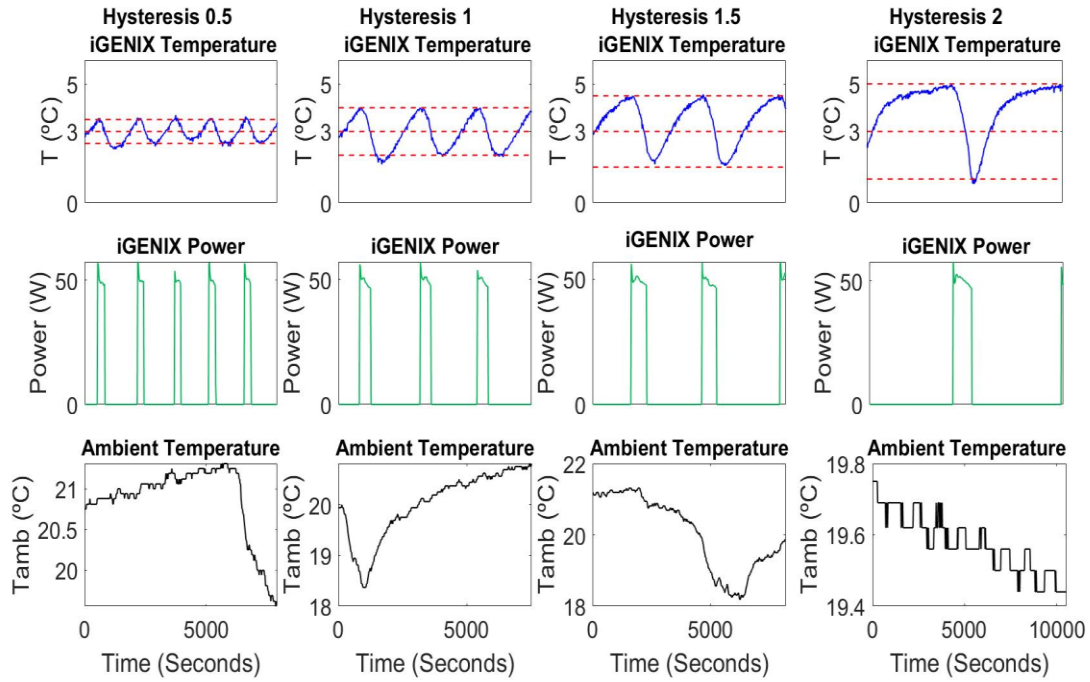 Hysteresis 0.5 Hysteresis 1 Hysteresis 1.5 Hysteresis 2
iGENIX Temperature iGENIX Temperature iGENIX Temperature iGENIX Temperature
T (ºC) 5 3 0
T (ºC) 5 3 0
T (ºC) 5 3 0
T (ºC) 5 3 0
iGENIX Power iGENIX Power iGENIX Power iGENIX Power
Power (W) 50 0
Power (W) 50 0
Power (W) 50 0
Power (W) 50 0
Ambient Temperature Ambient Temperature Ambient Temperature Ambient Temperature
Tamb (ºC) 21 20.5 20
Tamb (ºC) 20 19 18
Tamb (ºC) 22 20 18
Tamb (ºC) 19.8 19.6 19.4
0 5000 0 5000 0 5000 0 5000 10000
Time (Seconds) Time (Seconds) Time (Seconds) Time (Seconds)